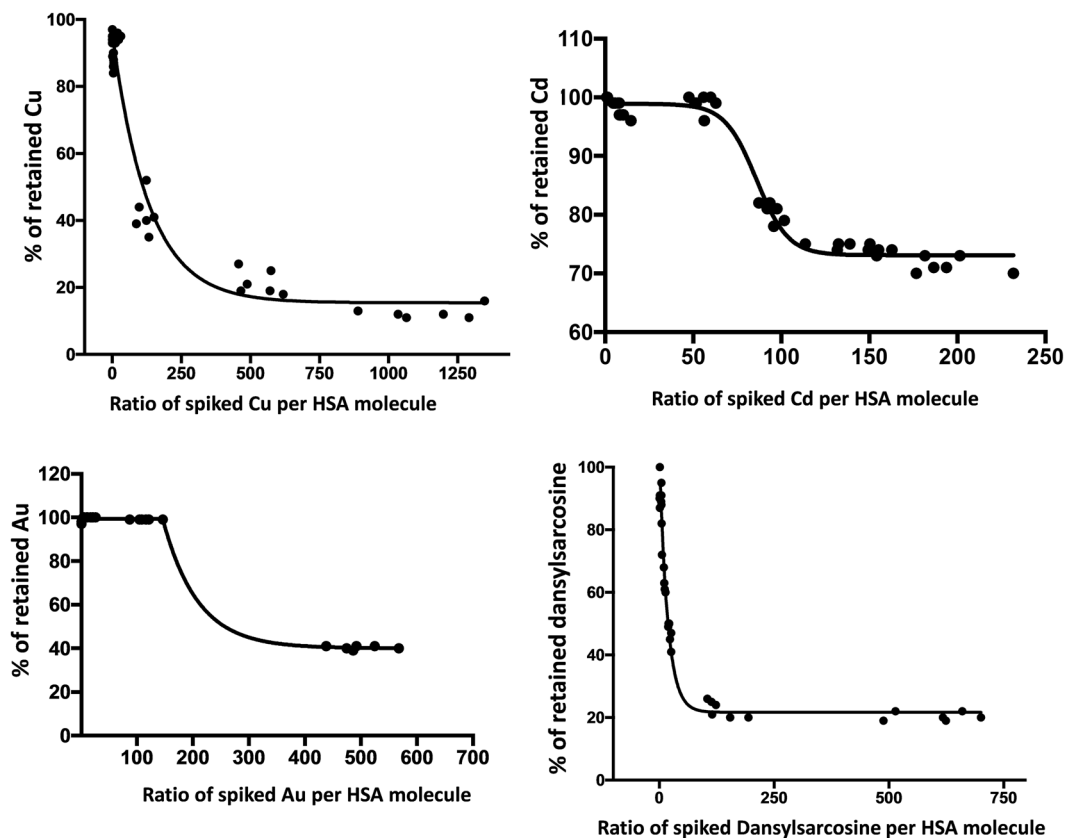 % of retained Cu
100
80
60
40
20
0
0 250 500 750 1000 1250
Ratio of spiked Cu per HSA molecule
% of retained Cd
110
100
90
80
70
60
0 50 100 150 200 250
Ratio of spiked Cd per HSA molecule
% of retained Au
120
100
80
60
40
20
0
100 200 300 400 500 600 700
Ratio of spiked Au per HSA molecule
% of retained dansylsarcosine
100
80
60
40
20
0
0 250 500 750
Ratio of spiked Dansylsarcosine per HSA molecule